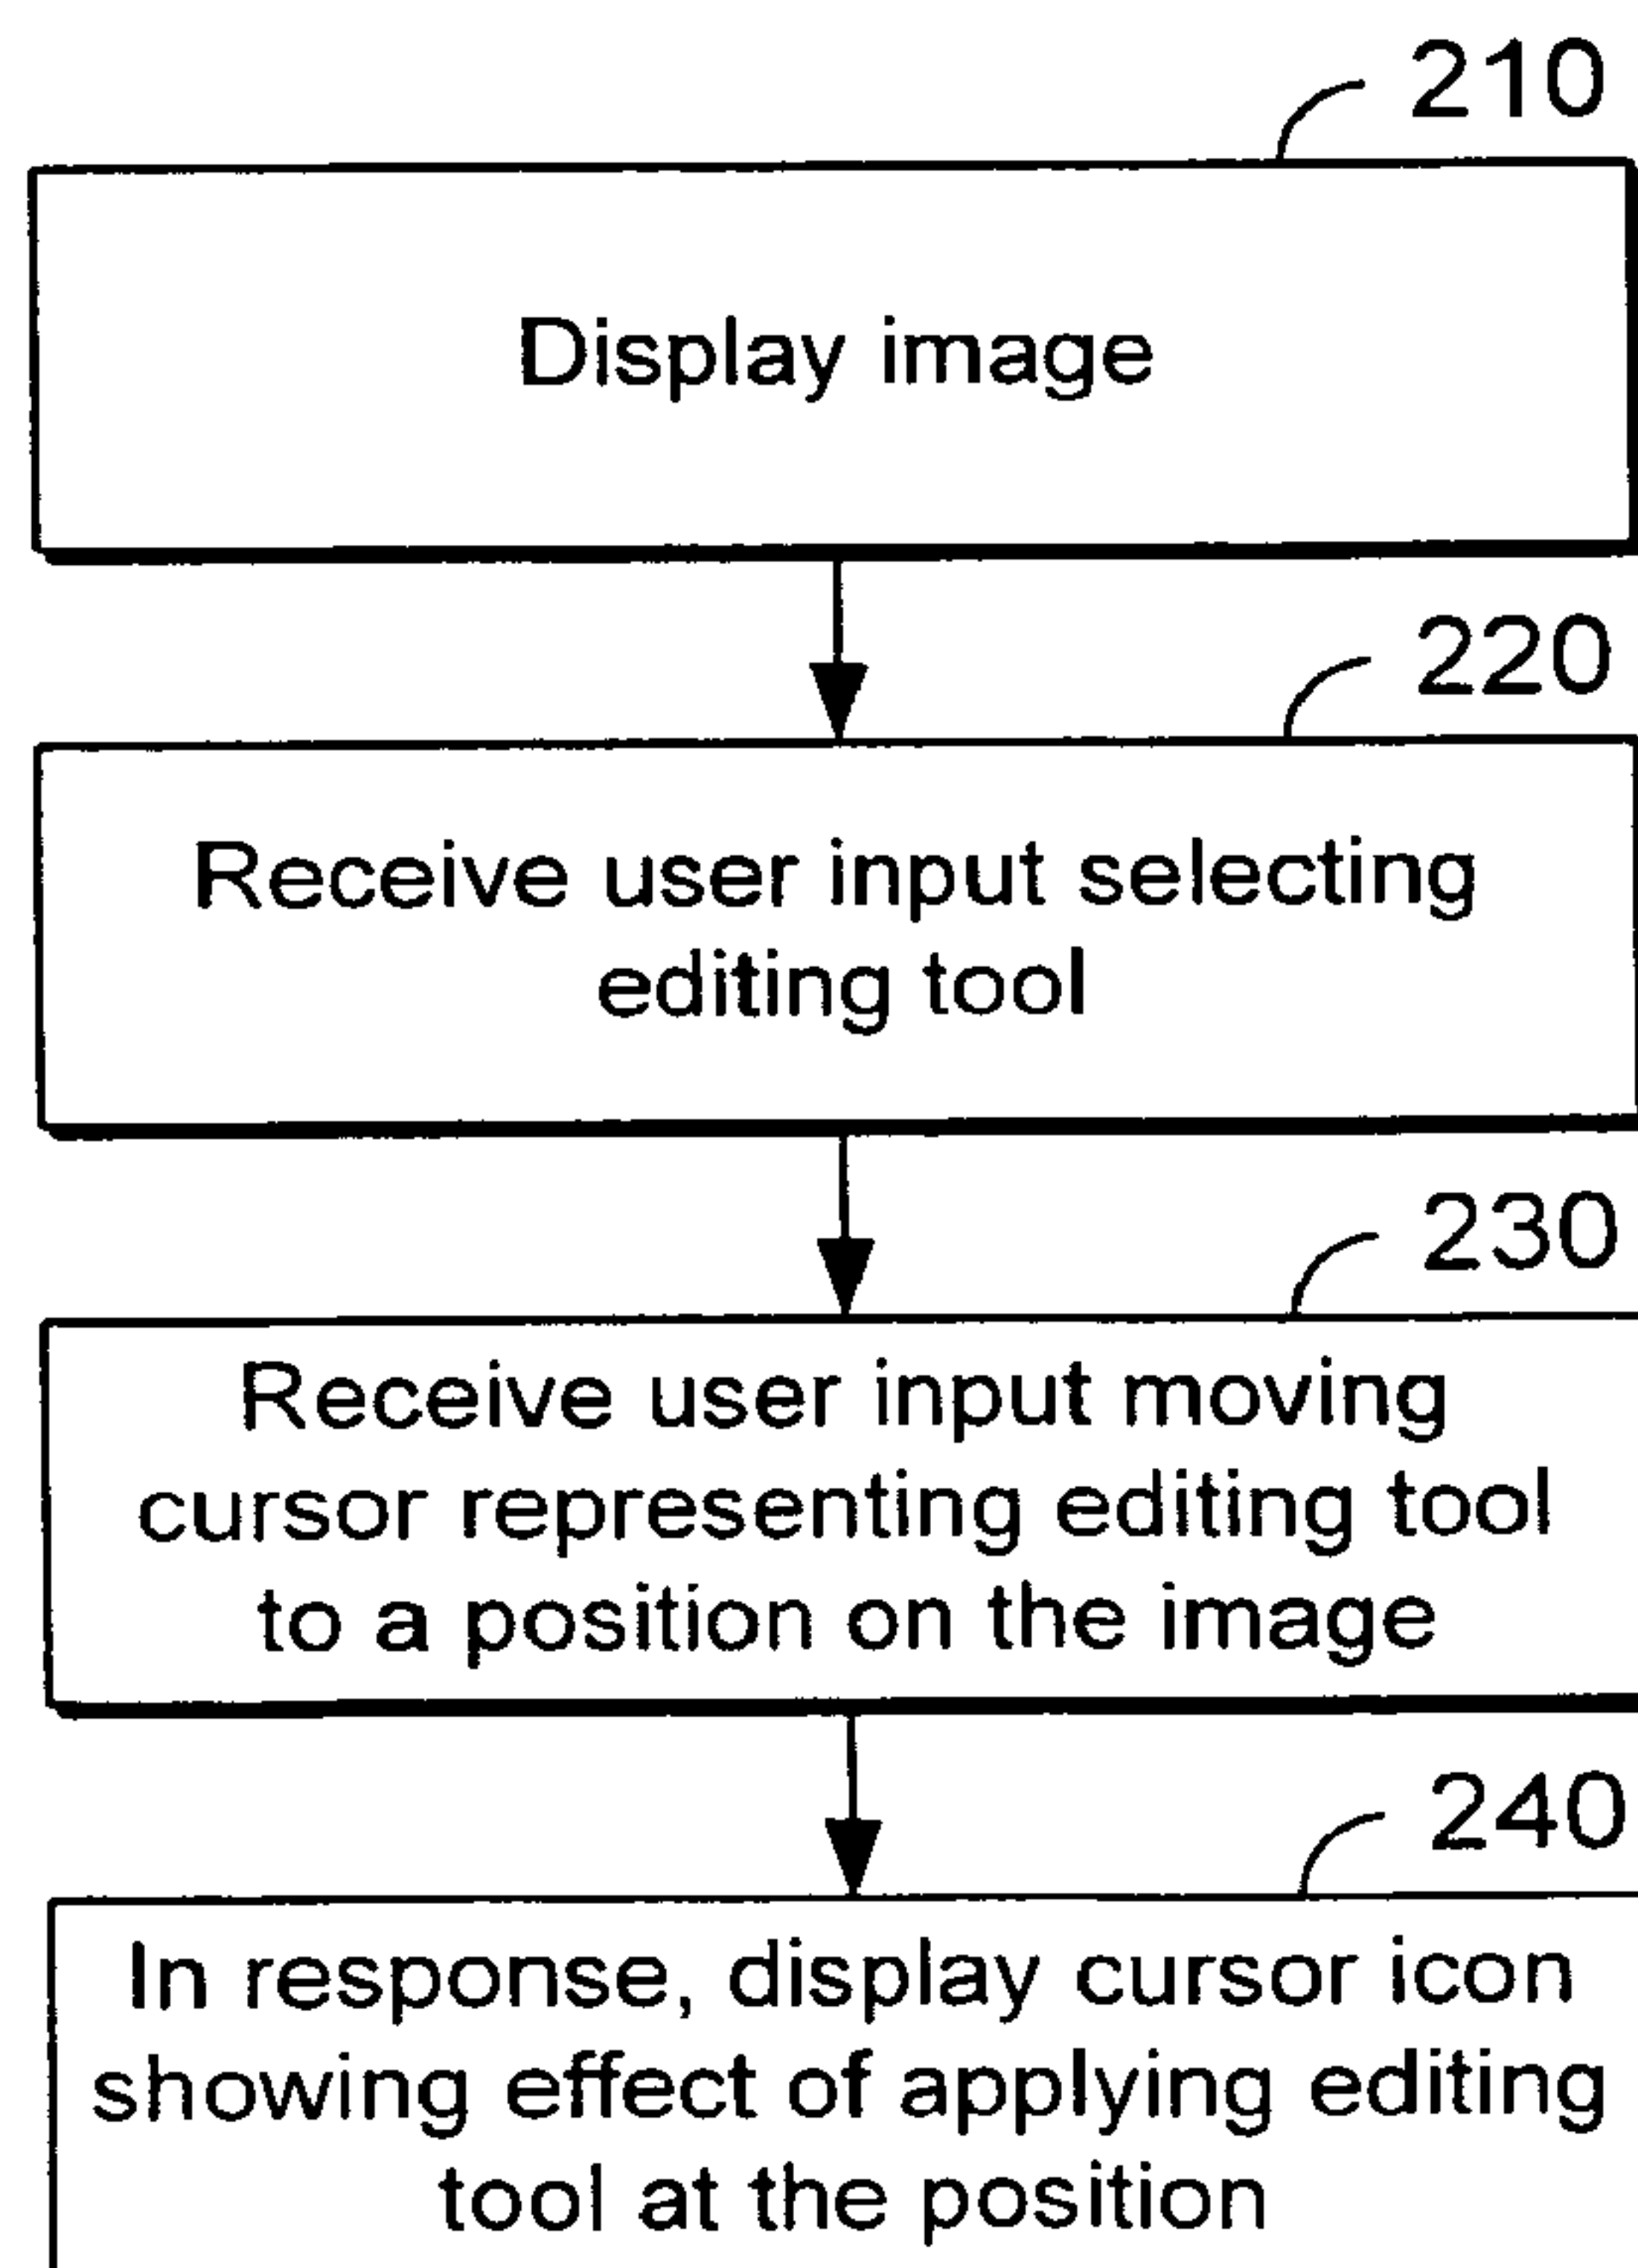 210
Display image
220
Receive user input selecting
editing tool
230
Receive user input moving
cursor representing editing tool
to a position on the image
240
In response, display cursor icon
showing effect of applying editing
tool at the position